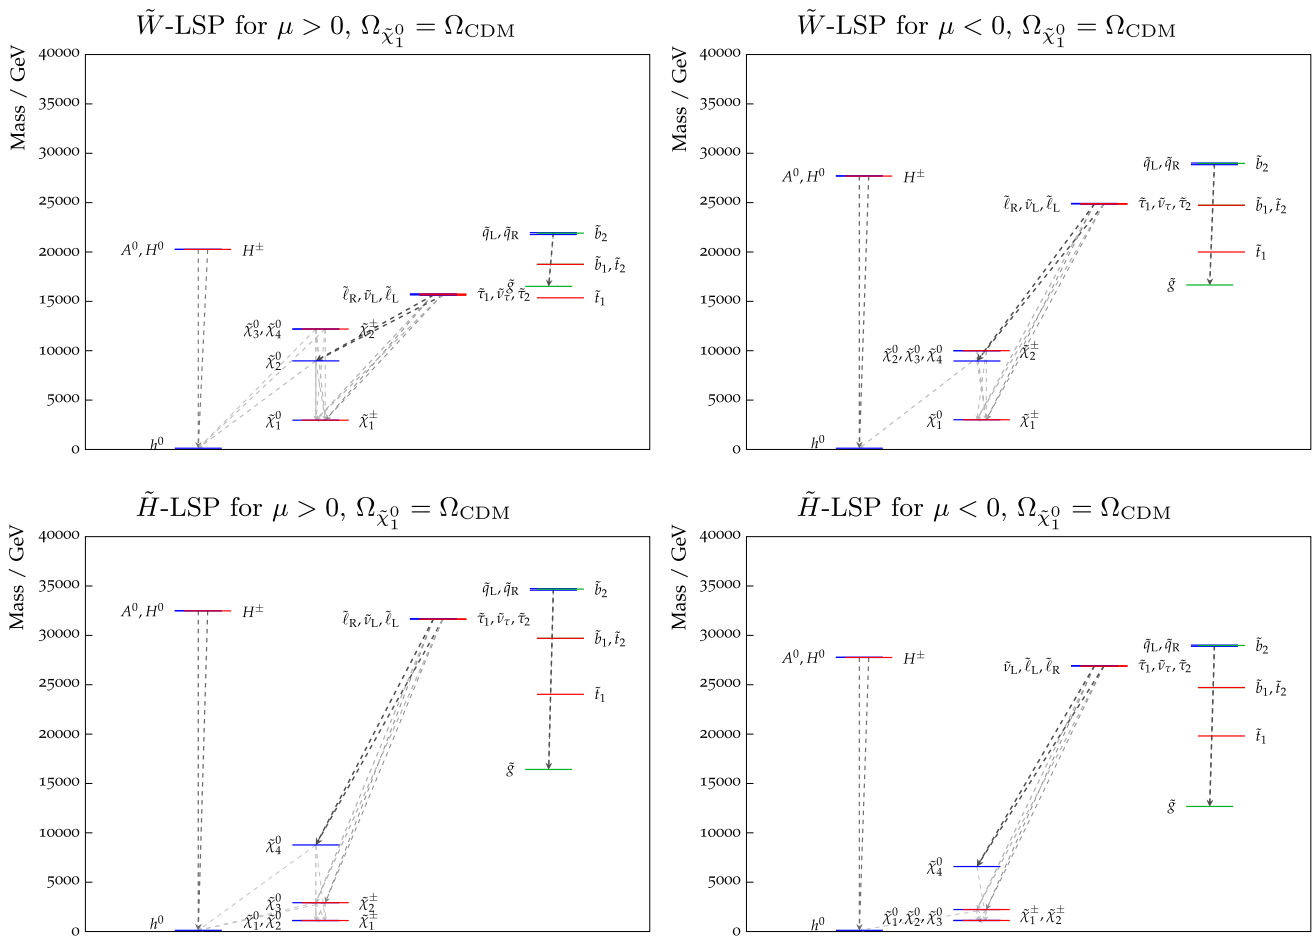 W̃-LSP for μ > 0, Ω_χ̃₁⁰ = Ω_CDM
Mass / GeV
40000
35000
30000
25000
20000
15000
10000
5000
0
A⁰, H⁰ H^±
h⁰
χ̃₃⁰, χ̃₄⁰ χ̃₂^±
χ̃₂⁰
χ̃₁⁰ χ̃₁^±
ℓ̃_R, ν̃_L, ℓ̃_L τ̃₁, ν̃_τ, τ̃₂
q̃_L, q̃_R b̃₂
b̃₁, t̃₂
g̃
t̃₁
W̃-LSP for μ < 0, Ω_χ̃₁⁰ = Ω_CDM
Mass / GeV
40000
35000
30000
25000
20000
15000
10000
5000
0
A⁰, H⁰ H^±
h⁰
χ̃₂⁰, χ̃₃⁰, χ̃₄⁰ χ̃₂^±
χ̃₁⁰ χ̃₁^±
ℓ̃_R, ν̃_L, ℓ̃_L τ̃₁, ν̃_τ, τ̃₂
q̃_L, q̃_R b̃₂
b̃₁, t̃₂
t̃₁
g̃
H̃-LSP for μ > 0, Ω_χ̃₁⁰ = Ω_CDM
Mass / GeV
40000
35000
30000
25000
20000
15000
10000
5000
0
A⁰, H⁰ H^±
h⁰
χ̃₄⁰
χ̃₃⁰ χ̃₂^±
χ̃₁⁰, χ̃₂⁰ χ̃₁^±
ℓ̃_R, ν̃_L, ℓ̃_L τ̃₁, ν̃_τ, τ̃₂
q̃_L, q̃_R b̃₂
b̃₁, t̃₂
t̃₁
g̃
H̃-LSP for μ < 0, Ω_χ̃₁⁰ = Ω_CDM
Mass / GeV
40000
35000
30000
25000
20000
15000
10000
5000
0
A⁰, H⁰ H^±
h⁰
χ̃₄⁰
χ̃₁⁰, χ̃₂⁰, χ̃₃⁰ χ̃₁^±, χ̃₂^±
ν̃_L, ℓ̃_L, ℓ̃_R τ̃₁, ν̃_τ, τ̃₂
q̃_L, q̃_R b̃₂
b̃₁, t̃₂
t̃₁
g̃